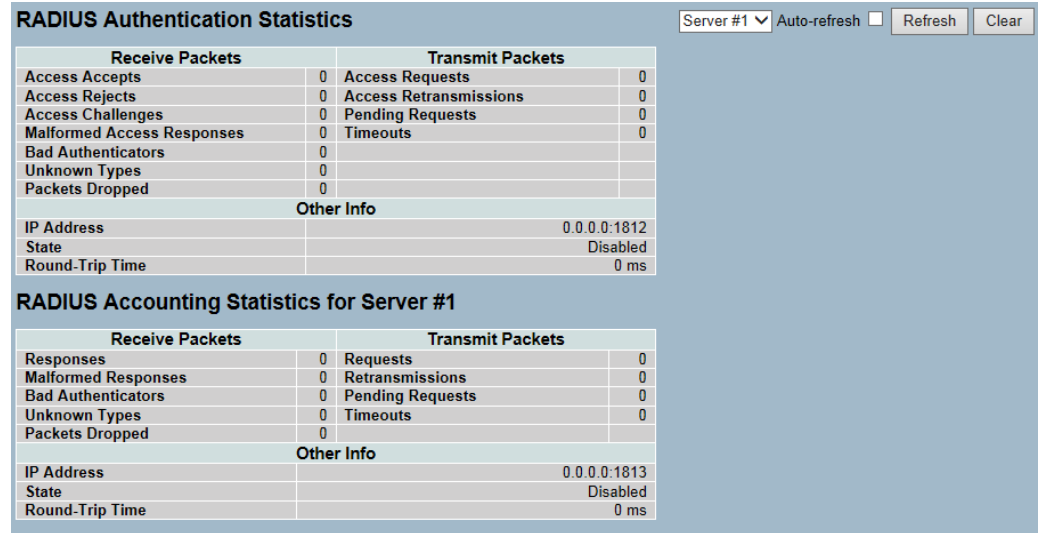 RADIUS Authentication Statistics Server #1 Auto-refresh Refresh Clear
Receive Packets Transmit Packets
Access Accepts 0 Access Requests 0
Access Rejects 0 Access Retransmissions 0
Access Challenges 0 Pending Requests 0
Malformed Access Responses 0 Timeouts 0
Bad Authenticators 0
Unknown Types 0
Packets Dropped 0
Other Info
IP Address 0.0.0.0:1812
State Disabled
Round-Trip Time 0 ms
RADIUS Accounting Statistics for Server #1
Receive Packets Transmit Packets
Responses 0 Requests 0
Malformed Responses 0 Retransmissions 0
Bad Authenticators 0 Pending Requests 0
Unknown Types 0 Timeouts 0
Packets Dropped 0
Other Info
IP Address 0.0.0.0:1813
State Disabled
Round-Trip Time 0 ms